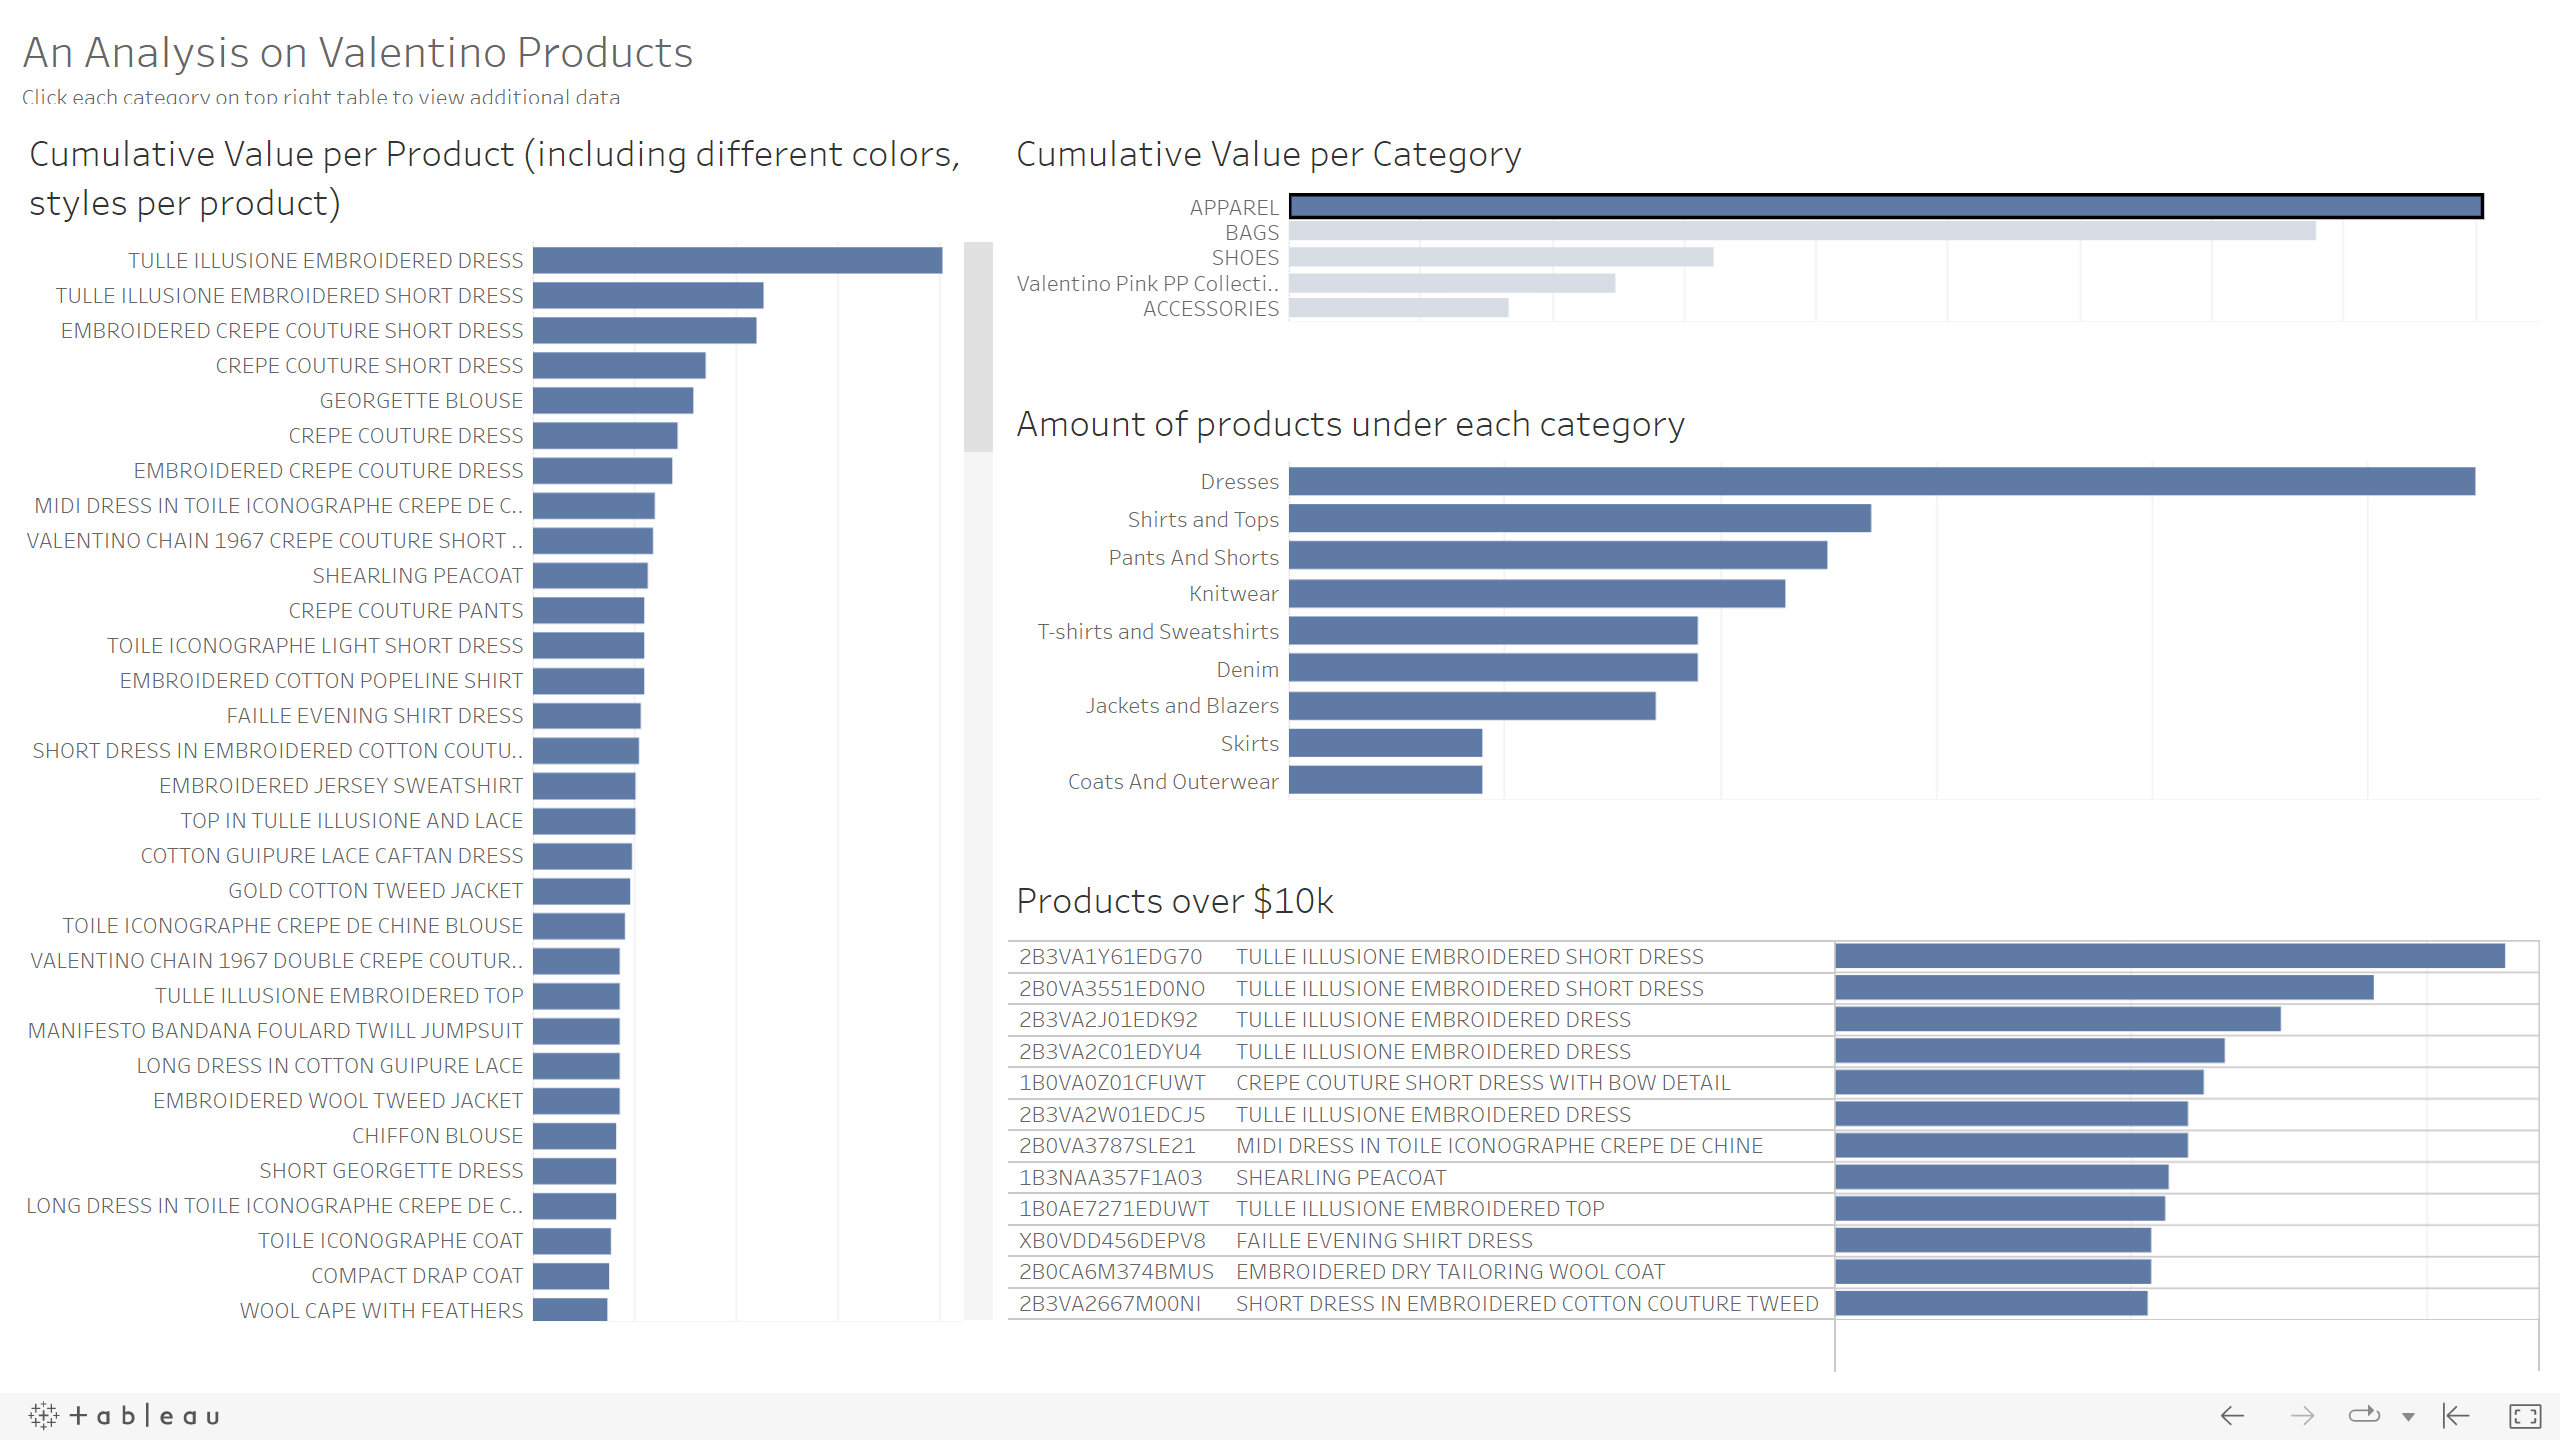 An Analysis on Valentino Products
Click each category on top right table to view additional data
Cumulative Value per Product (including different colors,
styles per product)
TULLE ILLUSIONE EMBROIDERED DRESS
TULLE ILLUSIONE EMBROIDERED SHORT DRESS
EMBROIDERED CREPE COUTURE SHORT DRESS
CREPE COUTURE SHORT DRESS
GEORGETTE BLOUSE
CREPE COUTURE DRESS
EMBROIDERED CREPE COUTURE DRESS
MIDI DRESS IN TOILE ICONOGRAPHE CREPE DE C..
VALENTINO CHAIN 1967 CREPE COUTURE SHORT ..
SHEARLING PEACOAT
CREPE COUTURE PANTS
TOILE ICONOGRAPHE LIGHT SHORT DRESS
EMBROIDERED COTTON POPELINE SHIRT
FAILLE EVENING SHIRT DRESS
SHORT DRESS IN EMBROIDERED COTTON COUTU..
EMBROIDERED JERSEY SWEATSHIRT
TOP IN TULLE ILLUSIONE AND LACE
COTTON GUIPURE LACE CAFTAN DRESS
GOLD COTTON TWEED JACKET
TOILE ICONOGRAPHE CREPE DE CHINE BLOUSE
VALENTINO CHAIN 1967 DOUBLE CREPE COUTUR..
TULLE ILLUSIONE EMBROIDERED TOP
MANIFESTO BANDANA FOULARD TWILL JUMPSUIT
LONG DRESS IN COTTON GUIPURE LACE
EMBROIDERED WOOL TWEED JACKET
CHIFFON BLOUSE
SHORT GEORGETTE DRESS
LONG DRESS IN TOILE ICONOGRAPHE CREPE DE C..
TOILE ICONOGRAPHE COAT
COMPACT DRAP COAT
WOOL CAPE WITH FEATHERS
Cumulative Value per Category
APPAREL
BAGS
SHOES
Valentino Pink PP Collecti..
ACCESSORIES
Amount of products under each category
Dresses
Shirts and Tops
Pants And Shorts
Knitwear
T-shirts and Sweatshirts
Denim
Jackets and Blazers
Skirts
Coats And Outerwear
Products over $10k
2B3VA1Y61EDG70 TULLE ILLUSIONE EMBROIDERED SHORT DRESS
2B0VA3551ED0NO TULLE ILLUSIONE EMBROIDERED SHORT DRESS
2B3VA2J01EDK92 TULLE ILLUSIONE EMBROIDERED DRESS
2B3VA2C01EDYU4 TULLE ILLUSIONE EMBROIDERED DRESS
1B0VA0Z01CFUWT CREPE COUTURE SHORT DRESS WITH BOW DETAIL
2B3VA2W01EDCJ5 TULLE ILLUSIONE EMBROIDERED DRESS
2B0VA3787SLE21 MIDI DRESS IN TOILE ICONOGRAPHE CREPE DE CHINE
1B3NAA357F1A03 SHEARLING PEACOAT
1B0AE7271EDUWT TULLE ILLUSIONE EMBROIDERED TOP
XB0VDD456DEPV8 FAILLE EVENING SHIRT DRESS
2B0CA6M374BMUS EMBROIDERED DRY TAILORING WOOL COAT
2B3VA2667M00NI SHORT DRESS IN EMBROIDERED COTTON COUTURE TWEED
+ableau